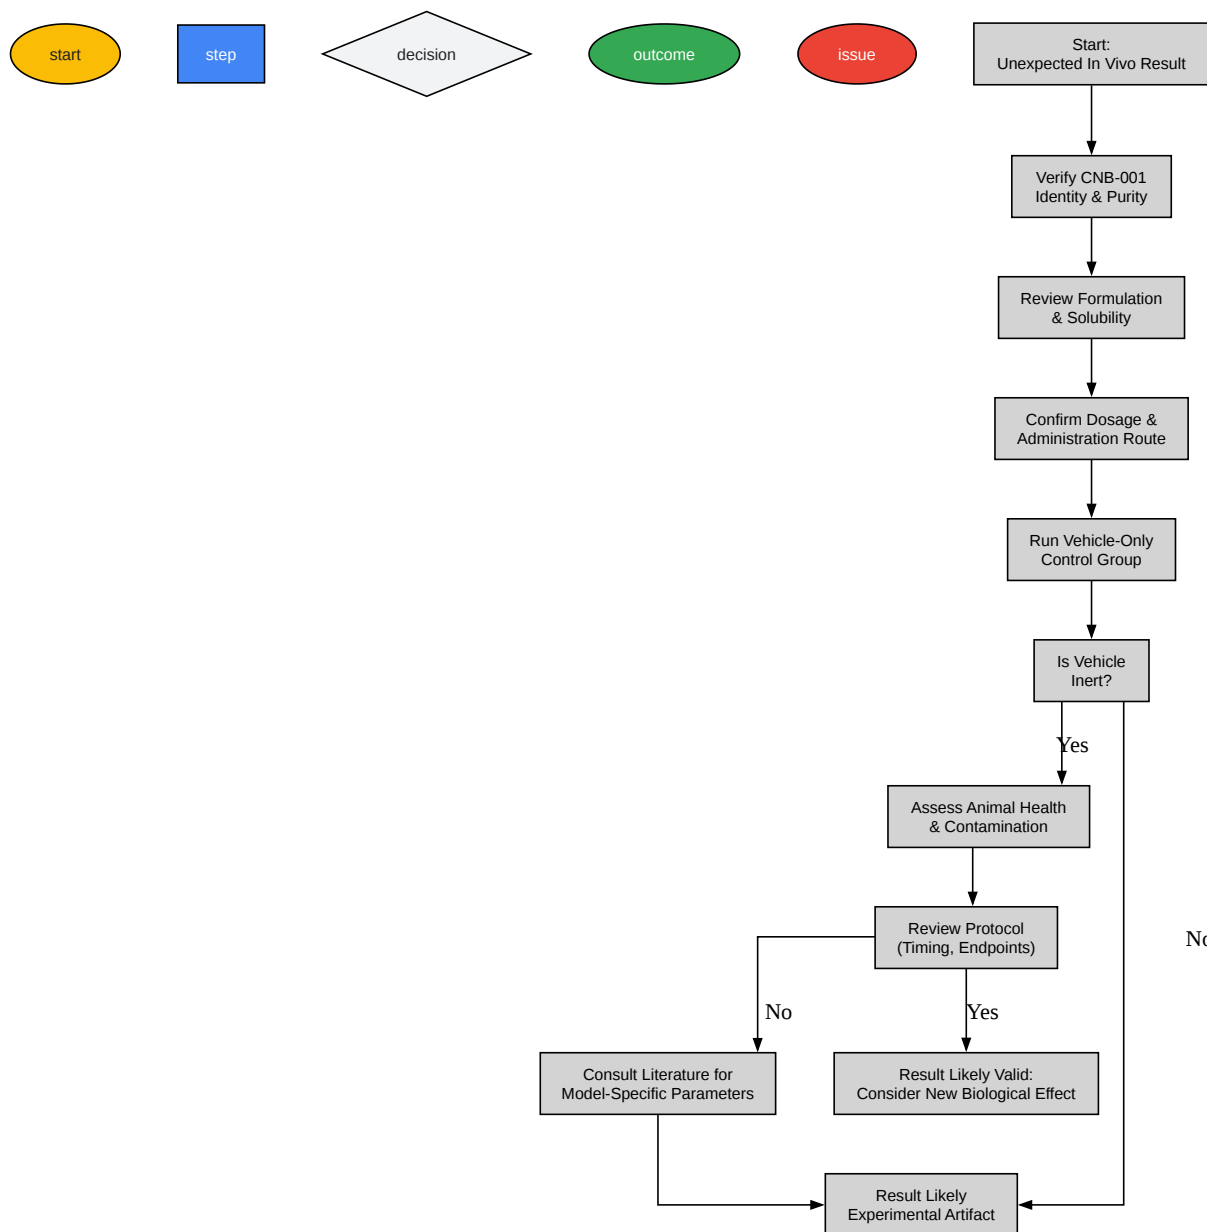 start
step
decision
outcome
issue
Start:
Unexpected In Vivo Result
Verify CNB-001
Identity & Purity
Review Formulation
& Solubility
Confirm Dosage &
Administration Route
Run Vehicle-Only
Control Group
Is Vehicle
Inert?
Yes
Assess Animal Health
& Contamination
Review Protocol
(Timing, Endpoints)
No
No
Yes
Consult Literature for
Model-Specific Parameters
Result Likely Valid:
Consider New Biological Effect
Result Likely
Experimental Artifact